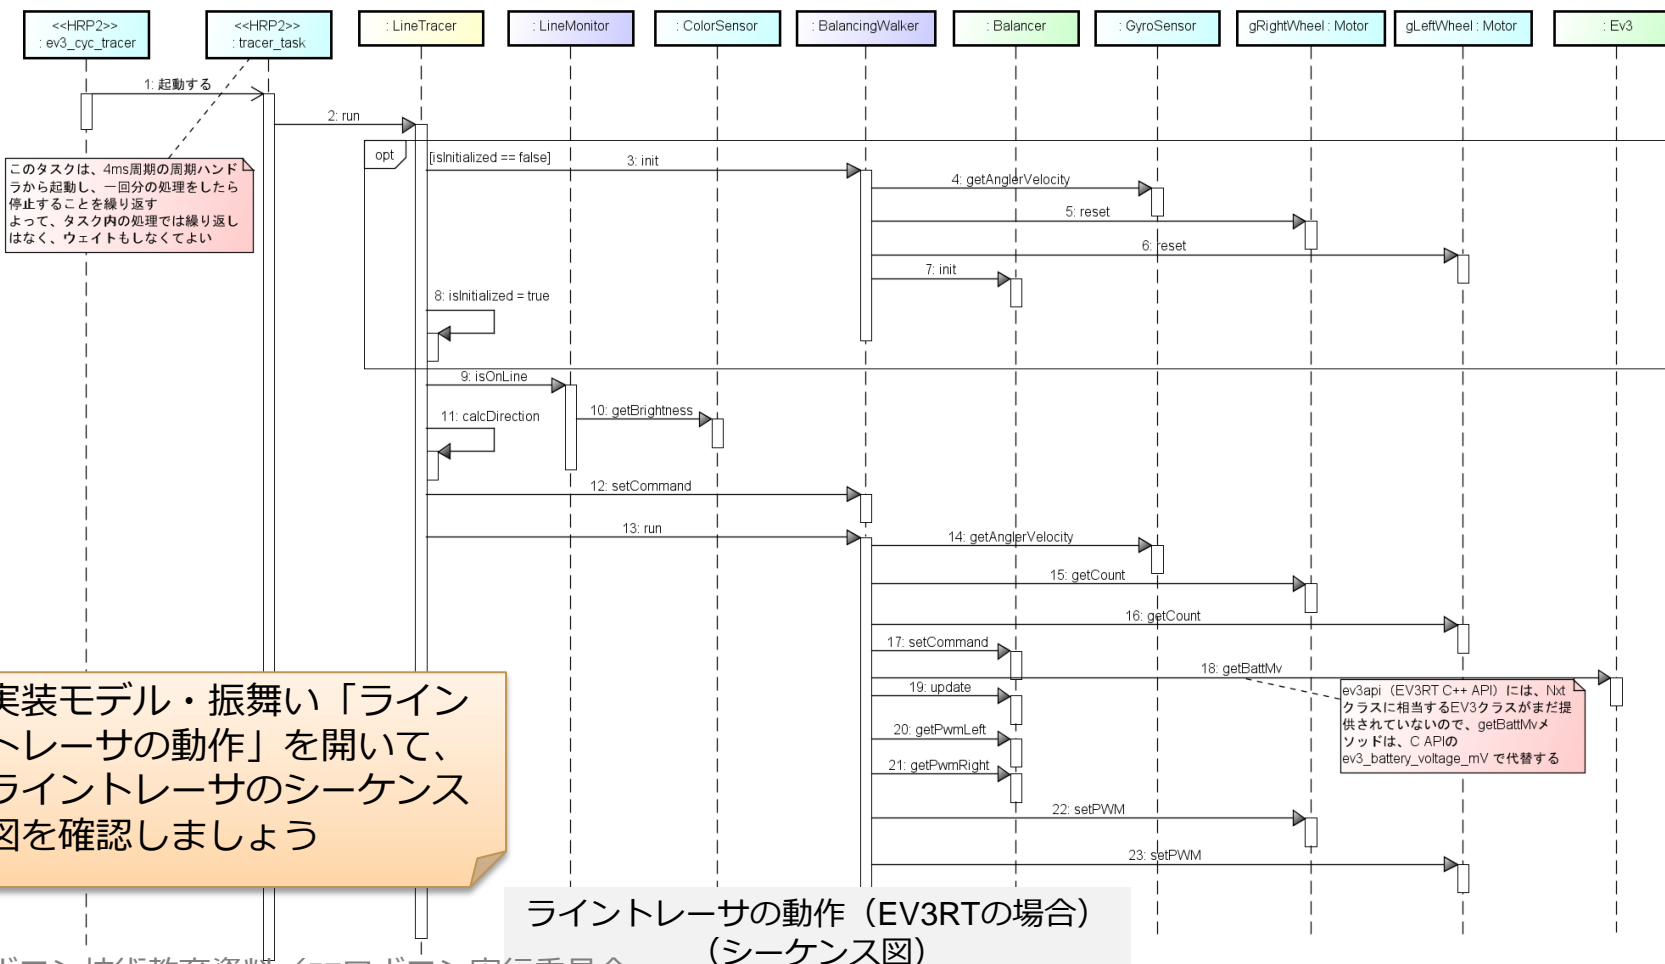 <<HRP2>>
: ev3_cyc_tracer
<<HRP2>>
: tracer_task
: LineTracer
: LineMonitor
: ColorSensor
: BalancingWalker
: Balancer
: GyroSensor
gRightWheel : Motor
gLeftWheel : Motor
: Ev3
1: 起動する
2: run
このタスクは、4ms周期の周期ハンド
ラから起動し、一回分の処理をしたら
停止することを繰り返す
よって、タスク内の処理では繰り返し
はなく、ウェイトもしなくてよい
opt
[isInitialized == false]
3: init
4: getAnglerVelocity
5: reset
6: reset
7: init
8: isInitialized = true
9: isOnLine
10: getBrightness
11: calcDirection
12: setCommand
13: run
14: getAnglerVelocity
15: getCount
16: getCount
17: setCommand
18: getBattMv
19: update
20: getPwmLeft
21: getPwmRight
22: setPWM
23: setPWM
ev3api（EV3RT C++ API）には、Nxt
クラスに相当するEV3クラスがまだ提
供されていないので、getBattMvメ
ソッドは、C APIの
ev3_battery_voltage_mV で代替する
実装モデル・振舞い「ライン
トレーサの動作」を開いて、
ライントレーサのシーケンス
図を確認しましょう
ライントレーサの動作（EV3RTの場合）
（シーケンス図）